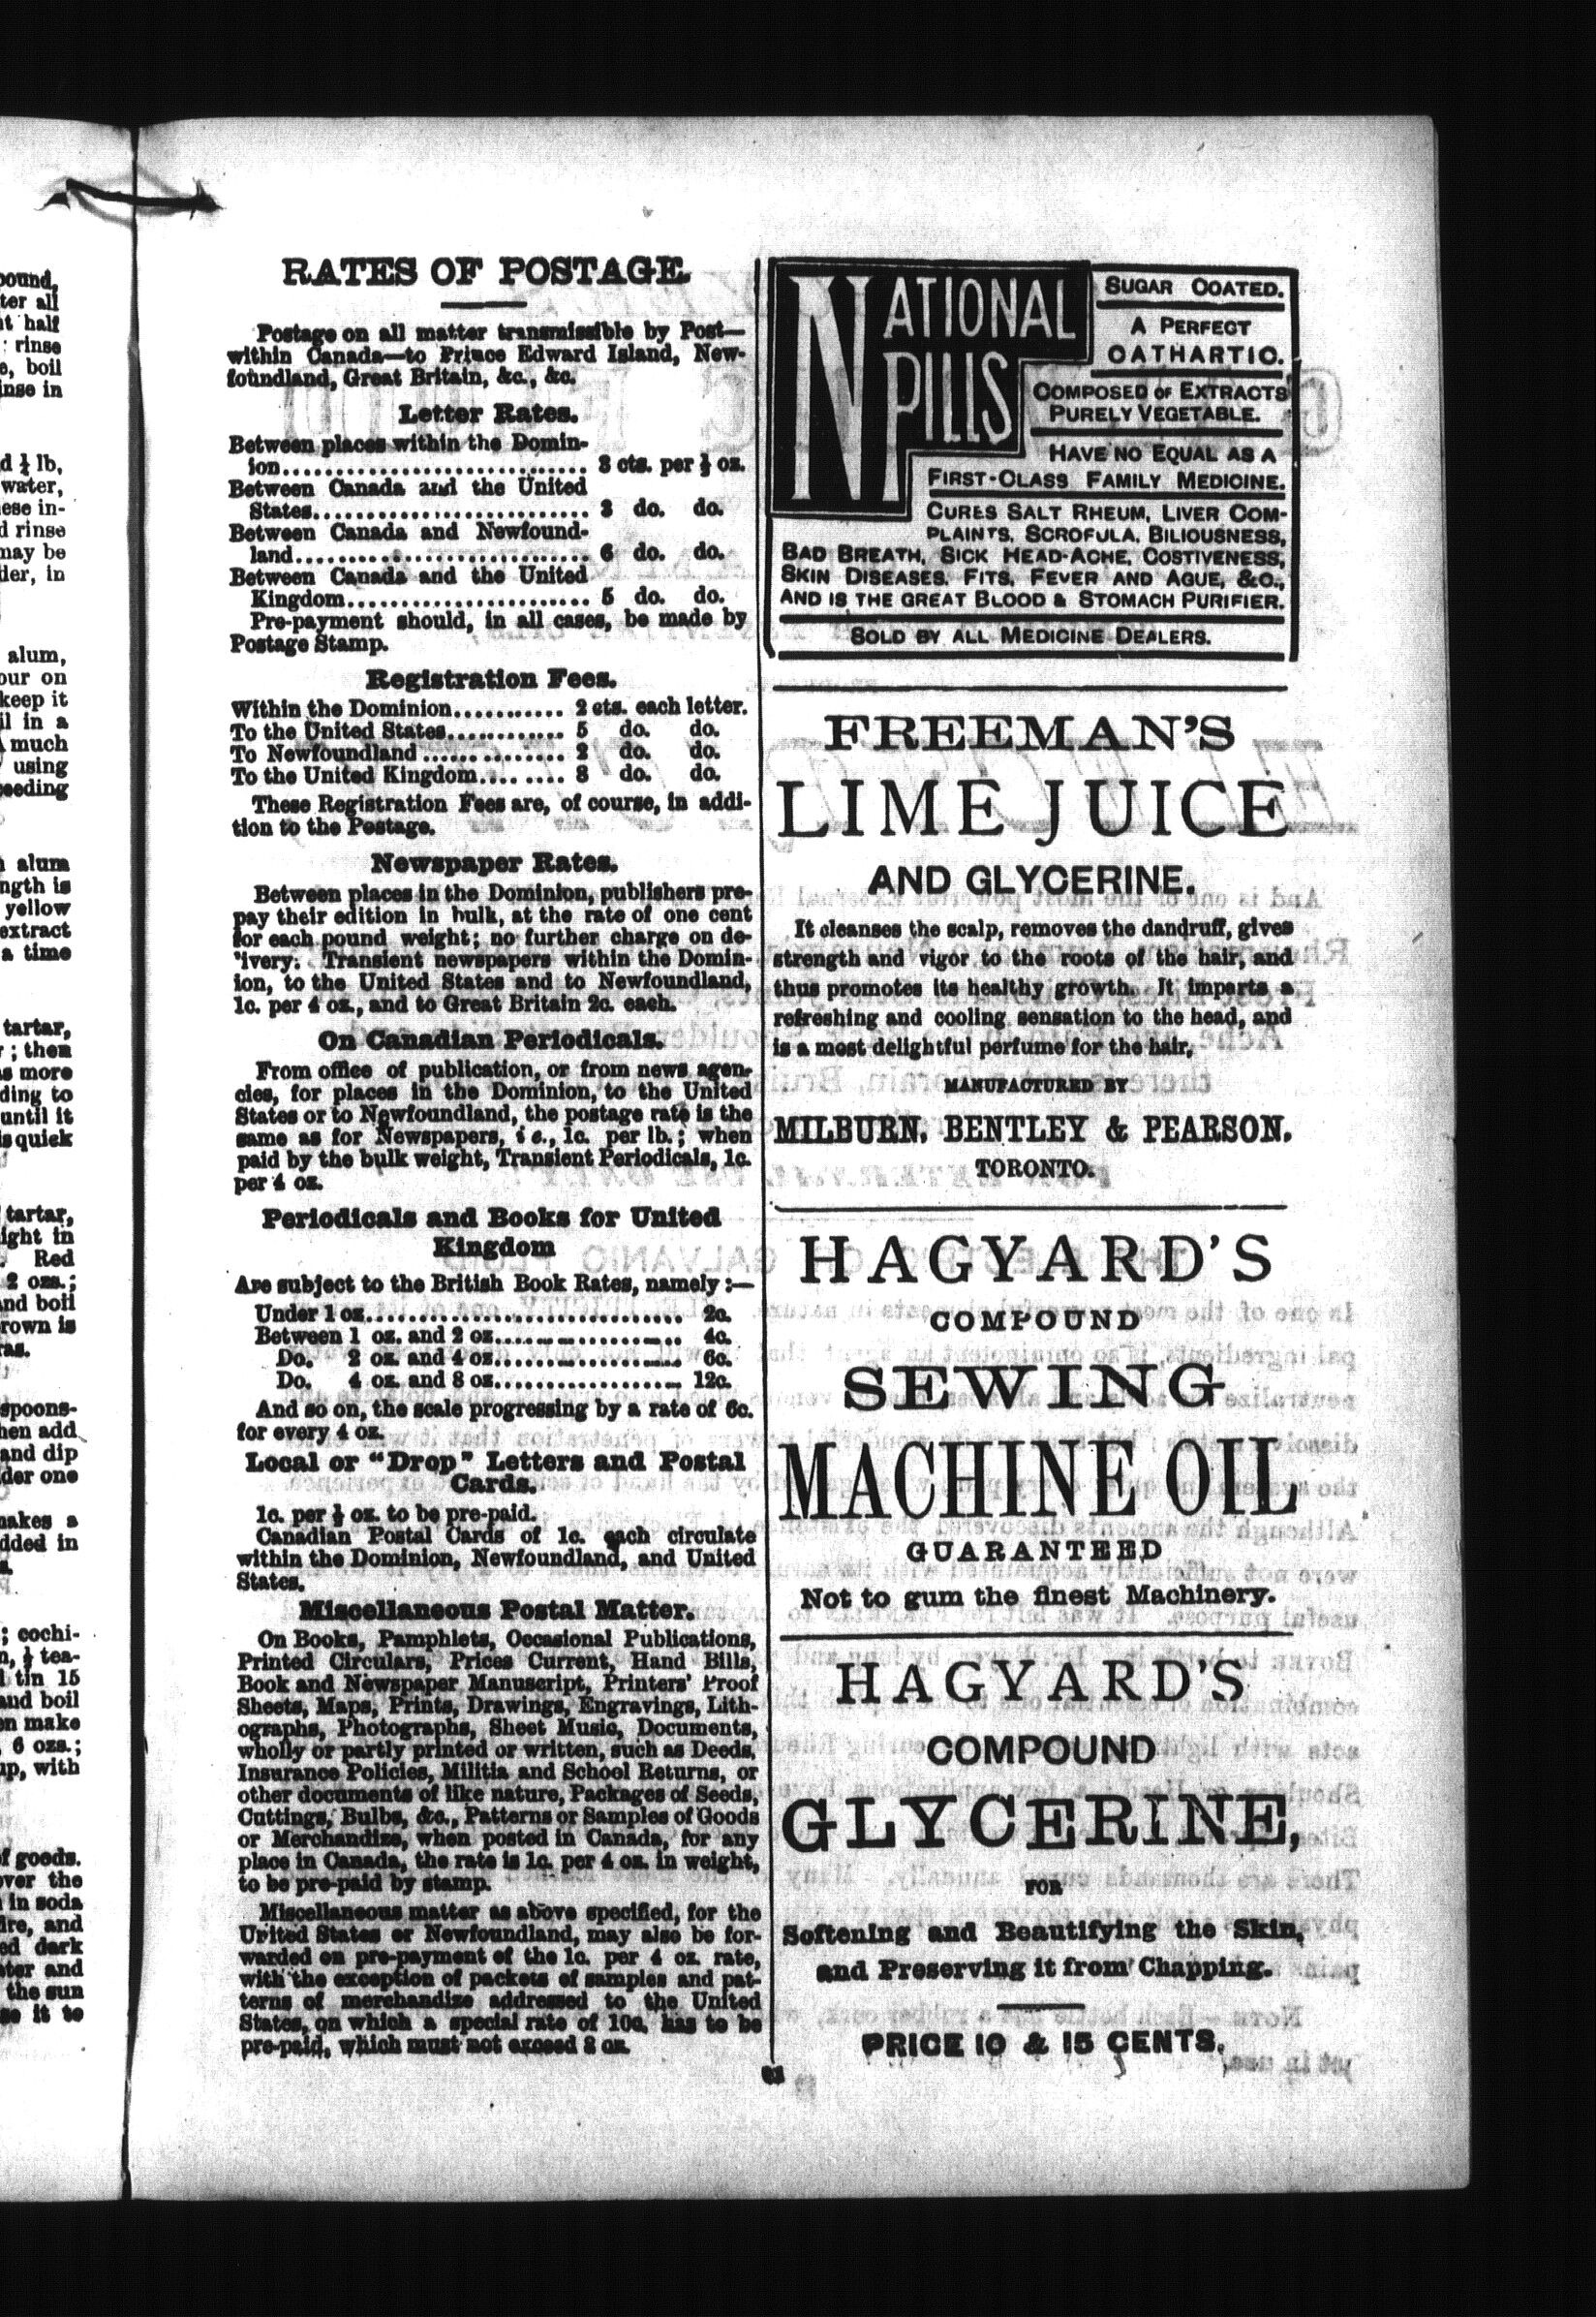 RATES OF POSTAGE.
Postage on all matter transmissible by Post—
within Canada—to Prince Edward Island, New-
foundland, Great Britain, &c., &c.
Letter Rates.
Between places within the Domin-
ion............................ 3 cts. per ½ oz.
Between Canada and the United
States.......................... 3 do. do.
Between Canada and Newfound-
land............................ 6 do. do.
Between Canada and the United
Kingdom....................... 5 do. do.
Pre-payment should, in all cases, be made by
Postage Stamp.
Registration Fees.
Within the Dominion........... 2 cts. each letter.
To the United States............ 5 do. do.
To Newfoundland .............. 2 do. do.
To the United Kingdom......... 8 do. do.
These Registration Fees are, of course, in addi-
tion to the Postage.
Newspaper Rates.
Between places in the Dominion, publishers pre-
pay their edition in bulk, at the rate of one cent
for each pound weight; no further charge on de-
'ivery. Transient newspapers within the Domin-
ion, to the United States and to Newfoundland,
1c. per 4 oz., and to Great Britain 2c. each.
On Canadian Periodicals.
From office of publication, or from news agen-
cies, for places in the Dominion, to the United
States or to Newfoundland, the postage rate is the
same as for Newspapers, i e., 1c. per lb.; when
paid by the bulk weight, Transient Periodicals, 1c.
per 4 oz.
Periodicals and Books for United
Kingdom
Are subject to the British Book Rates, namely :—
Under 1 oz................................ 2c.
Between 1 oz. and 2 oz.................... 4c.
Do. 2 oz. and 4 oz.................... 6c.
Do. 4 oz. and 8 oz.................... 12c.
And so on, the scale progressing by a rate of 6c.
for every 4 oz.
Local or "Drop" Letters and Postal
Cards.
1c. per ½ oz. to be pre-paid.
Canadian Postal Cards of 1c. each circulate
within the Dominion, Newfoundland, and United
States.
Miscellaneous Postal Matter.
On Books, Pamphlets, Occasional Publications,
Printed Circulars, Prices Current, Hand Bills,
Book and Newspaper Manuscript, Printers' Proof
Sheets, Maps, Prints, Drawings, Engravings, Lith-
ographs, Photographs, Sheet Music, Documents,
wholly or partly printed or written, such as Deeds,
Insurance Policies, Militia and School Returns, or
other documents of like nature, Packages of Seeds,
Cuttings, Bulbs, &c., Patterns or Samples of Goods
or Merchandize, when posted in Canada, for any
place in Canada, the rate is 1c. per 4 oz. in weight,
to be pre-paid by stamp.
Miscellaneous matter as above specified, for the
United States or Newfoundland, may also be for-
warded on pre-payment of the 1c. per 4 oz. rate,
with the exception of packets of samples and pat-
terns of merchandize addressed to the United
States, on which a special rate of 10c. has to be
pre-paid, which must not exceed 8 oz.
NATIONAL
PILLS
SUGAR COATED.
A PERFECT
CATHARTIC.
COMPOSED OF EXTRACTS
PURELY VEGETABLE.
HAVE NO EQUAL AS A
FIRST-CLASS FAMILY MEDICINE.
CURES SALT RHEUM, LIVER COM-
PLAINTS, SCROFULA, BILIOUSNESS,
BAD BREATH, SICK HEAD-ACHE, COSTIVENESS,
SKIN DISEASES, FITS, FEVER AND AGUE, &C.,
AND IS THE GREAT BLOOD & STOMACH PURIFIER.
SOLD BY ALL MEDICINE DEALERS.
FREEMAN'S
LIME JUICE
AND GLYCERINE.
It cleanses the scalp, removes the dandruff, gives
strength and vigor to the roots of the hair, and
thus promotes its healthy growth. It imparts a
refreshing and cooling sensation to the head, and
is a most delightful perfume for the hair.
MANUFACTURED BY
MILBURN, BENTLEY & PEARSON,
TORONTO.
HAGYARD'S
COMPOUND
SEWING
MACHINE OIL
GUARANTEED
Not to gum the finest Machinery.
HAGYARD'S
COMPOUND
GLYCERINE,
FOR
Softening and Beautifying the Skin,
and Preserving it from Chapping.
PRICE 10 & 15 CENTS.